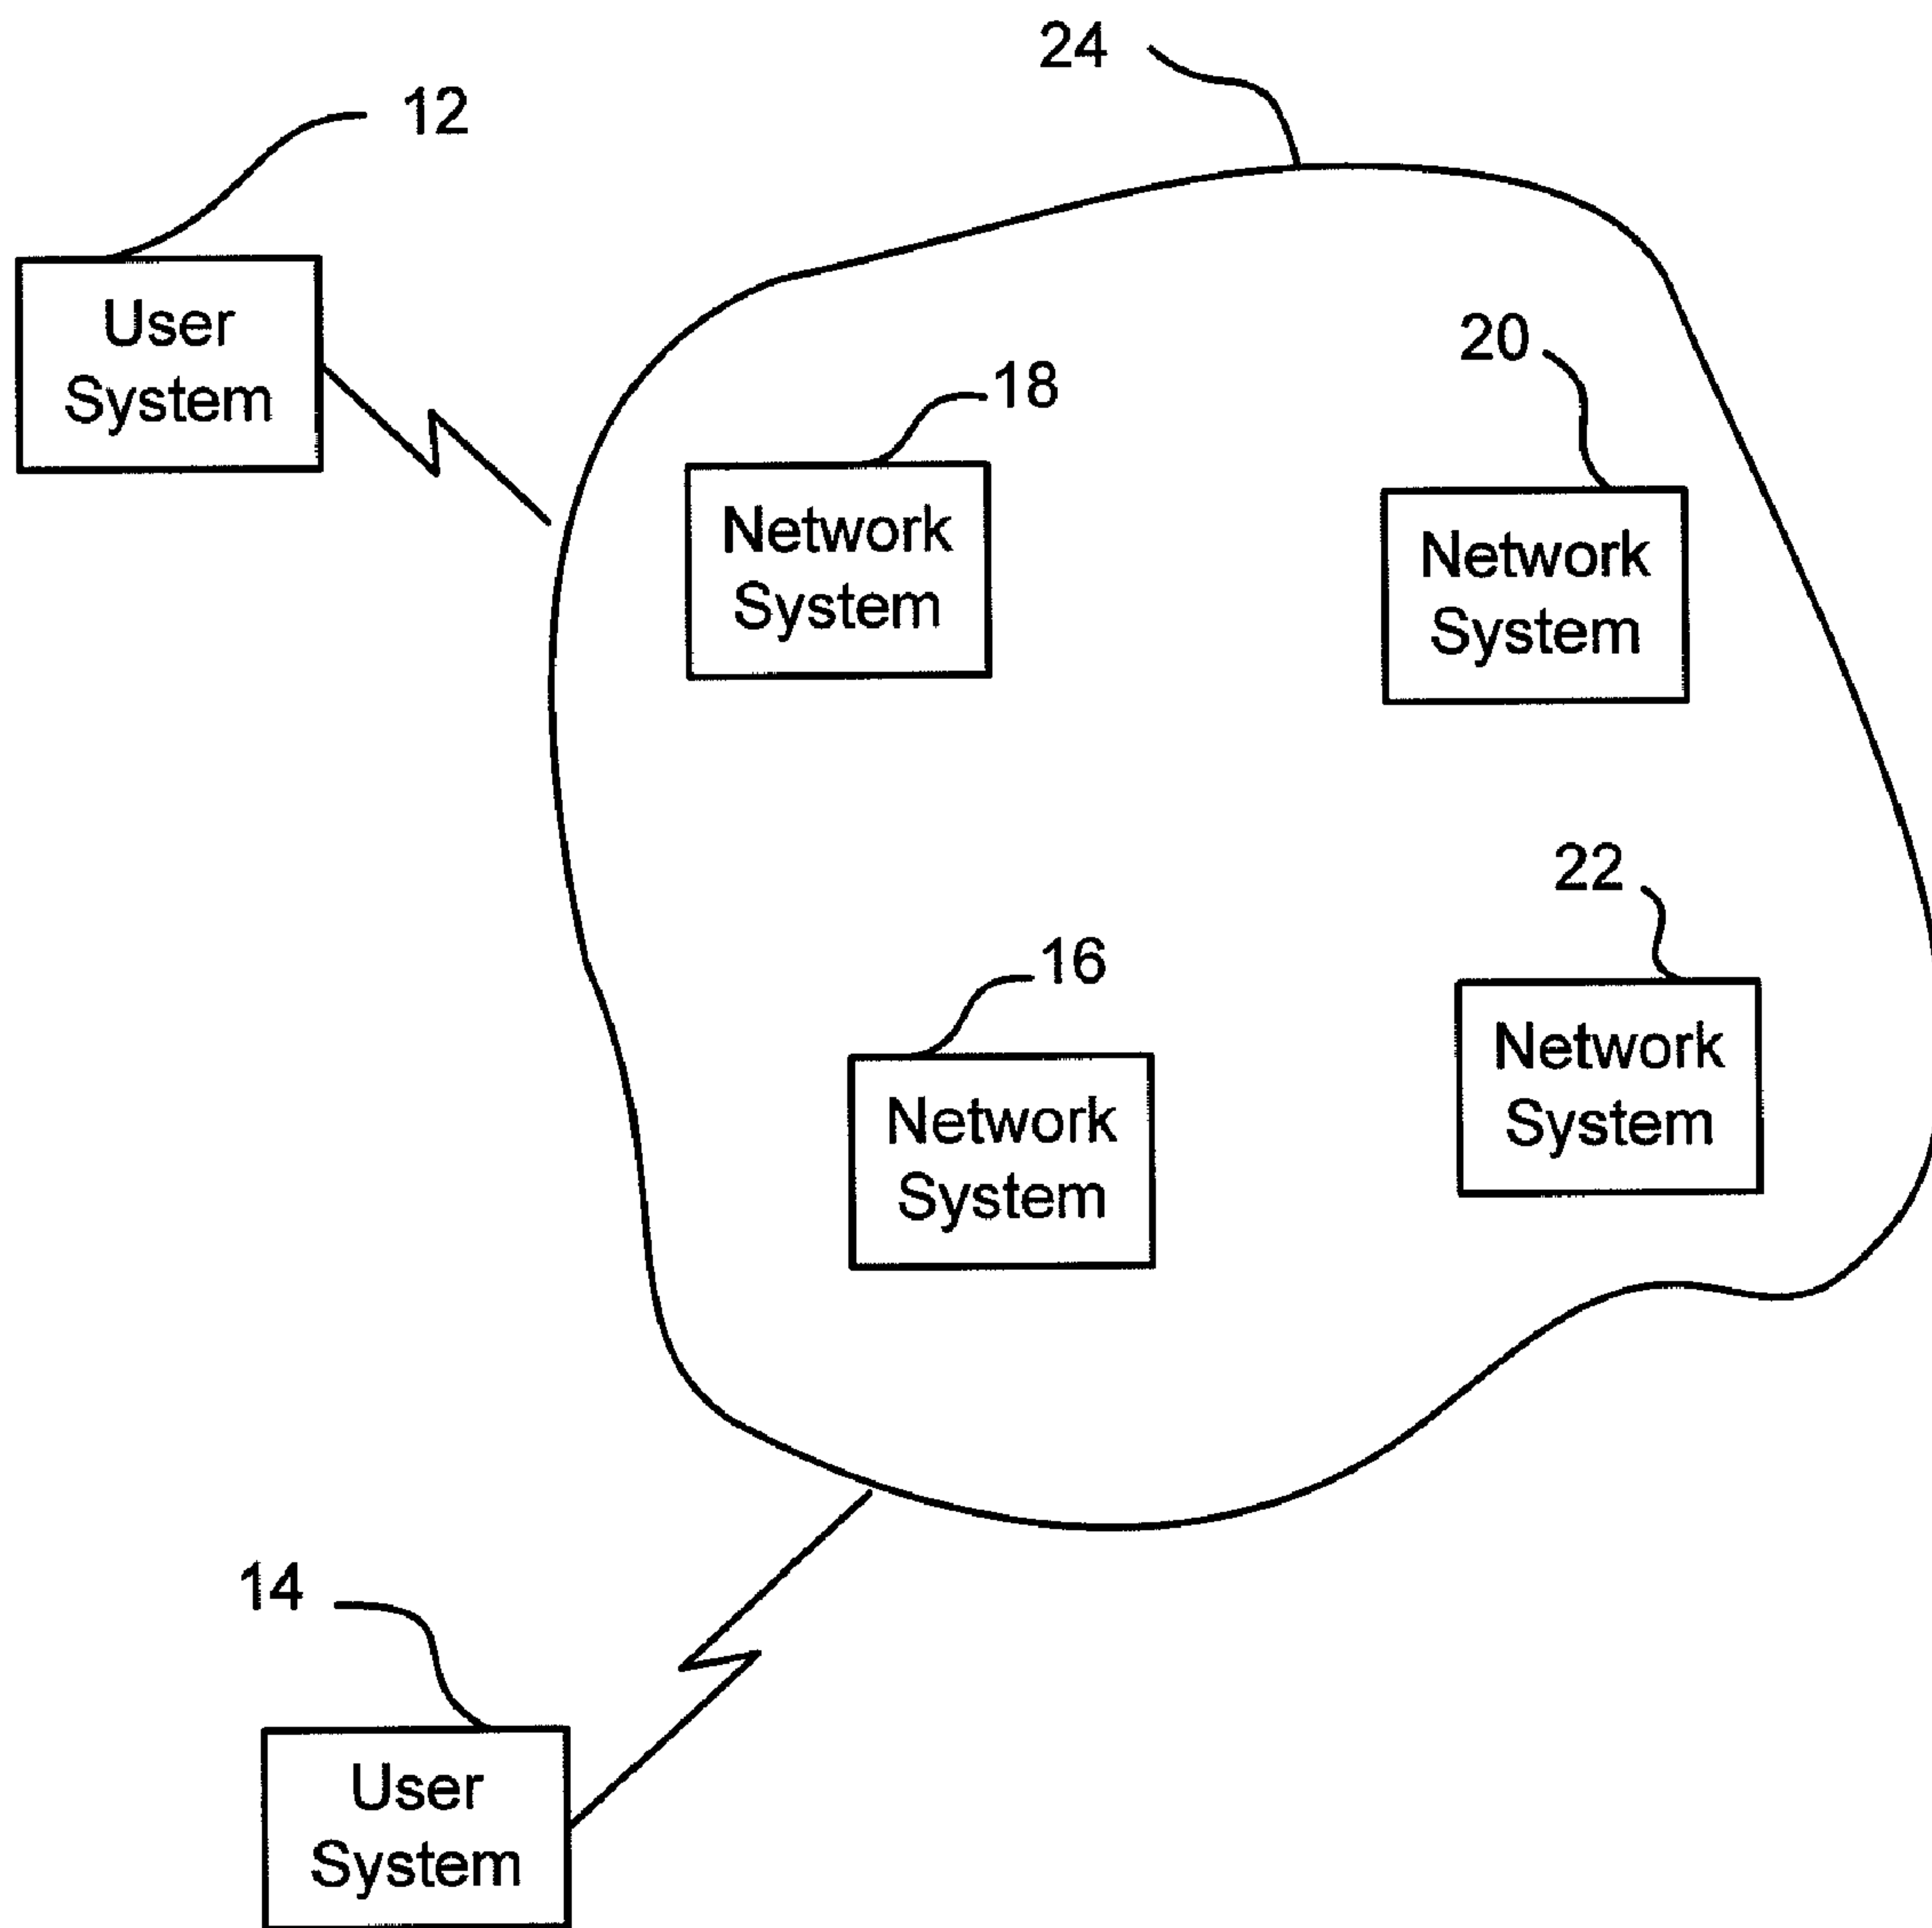 24
12
User
System
18
20
Network
System
Network
System
22
16
Network
System
Network
System
14
User
System